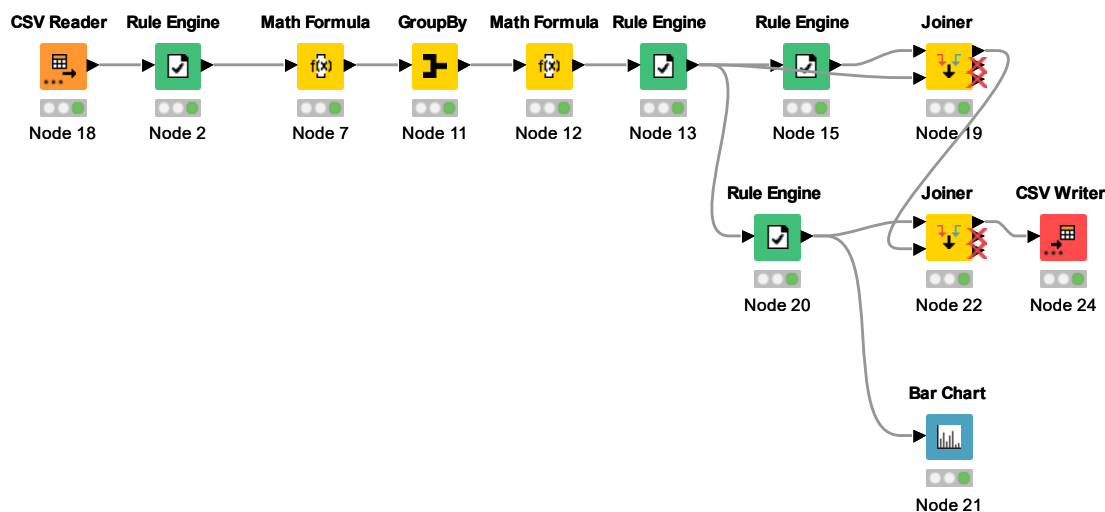 CSV Reader
Rule Engine
Math Formula
GroupBy
Math Formula
Rule Engine
Rule Engine
Joiner
f(x)
f(x)
Node 18
Node 2
Node 7
Node 11
Node 12
Node 13
Node 15
Node 19
Rule Engine
Joiner
CSV Writer
Node 20
Node 22
Node 24
Bar Chart
Node 21